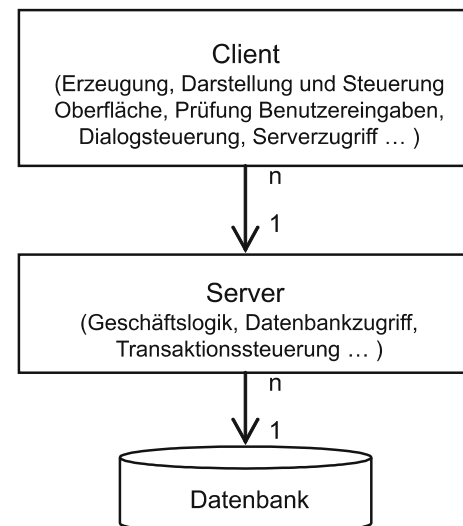 Client
(Erzeugung, Darstellung und Steuerung
Oberfläche, Prüfung Benutzereingaben,
Dialogsteuerung, Serverzugriff … )
n
1
Server
(Geschäftslogik, Datenbankzugriff,
Transaktionssteuerung … )
n
1
Datenbank